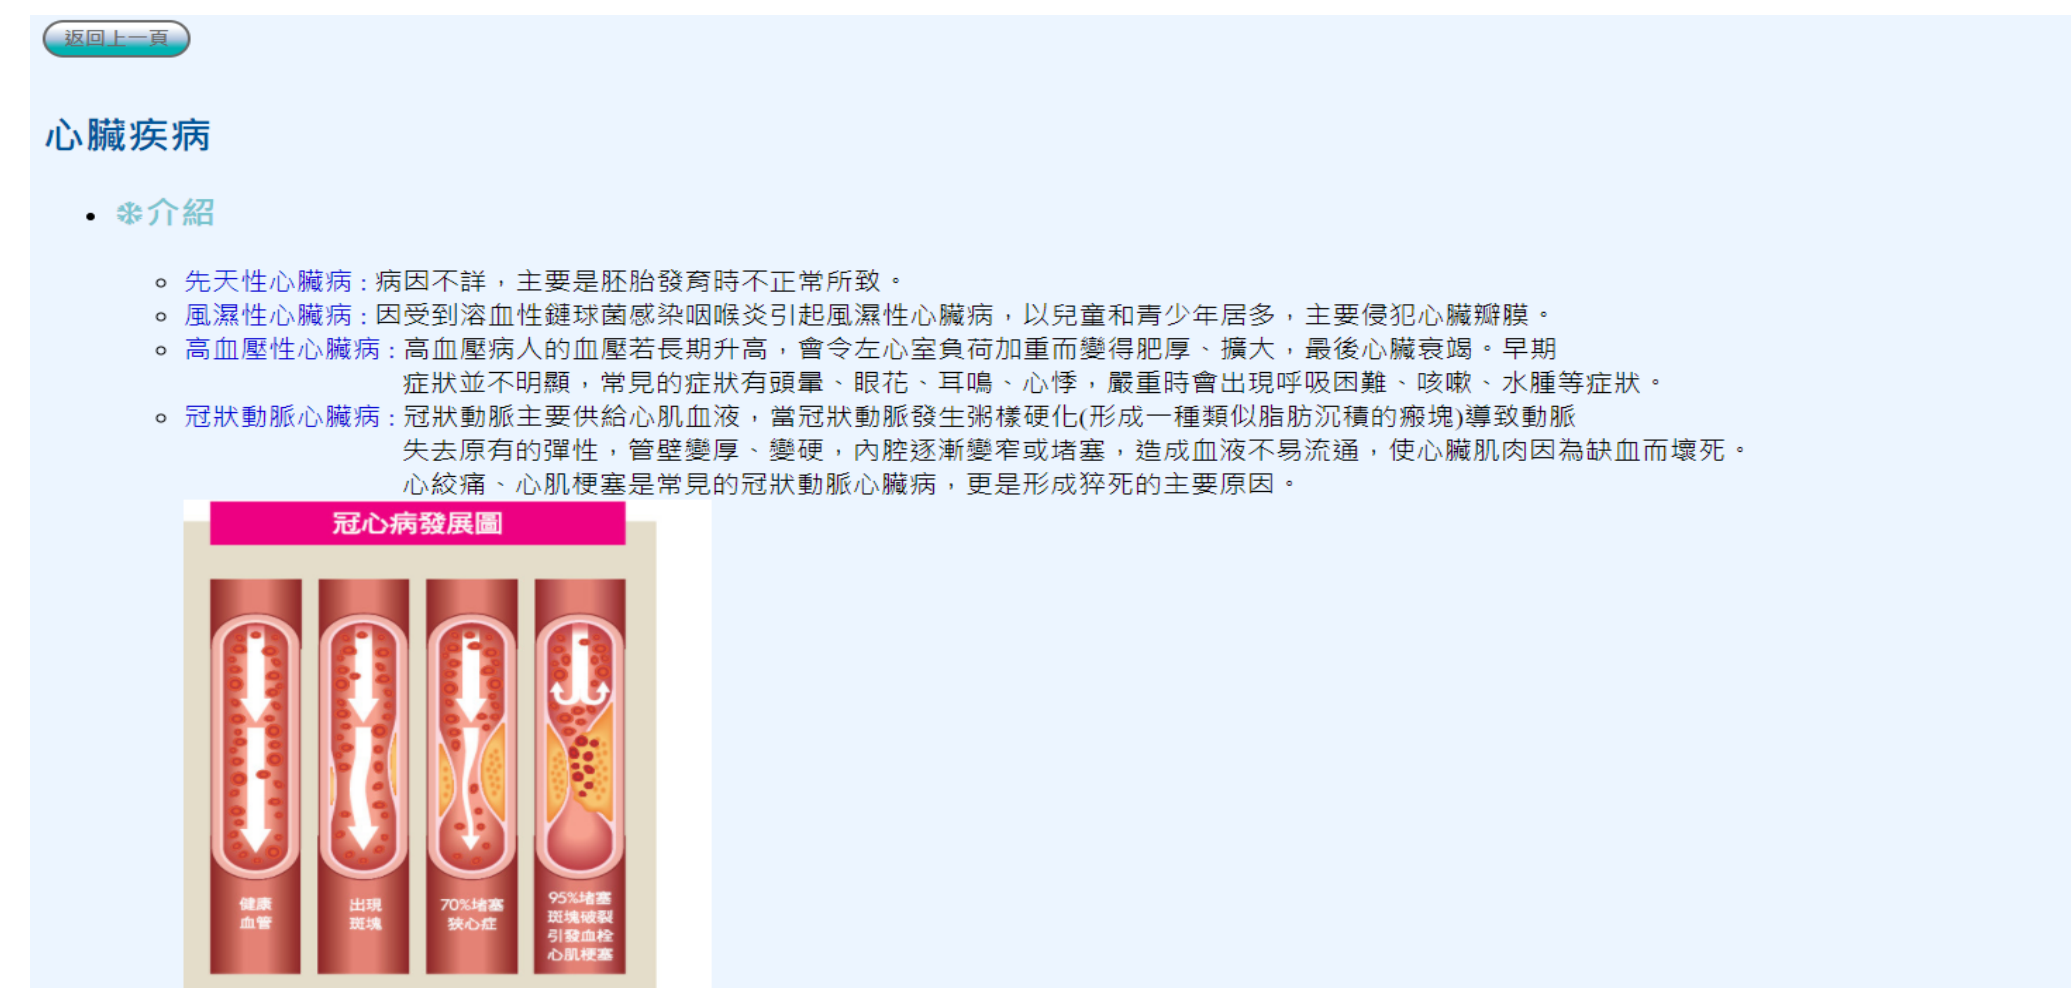 返回上一頁
心臟疾病
❄介紹
先天性心臟病 : 病因不詳，主要是胚胎發育時不正常所致。
風濕性心臟病 : 因受到溶血性鏈球菌感染咽喉炎引起風濕性心臟病，以兒童和青少年居多，主要侵犯心臟瓣膜。
高血壓性心臟病 : 高血壓病人的血壓若長期升高，會令左心室負荷加重而變得肥厚、擴大，最後心臟衰竭。早期
症狀並不明顯，常見的症狀有頭暈、眼花、耳鳴、心悸，嚴重時會出現呼吸困難、咳嗽、水腫等症狀。
冠狀動脈心臟病 : 冠狀動脈主要供給心肌血液，當冠狀動脈發生粥樣硬化(形成一種類似脂肪沉積的瘢塊)導致動脈
失去原有的彈性，管壁變厚、變硬，內腔逐漸變窄或堵塞，造成血液不易流通，使心臟肌肉因為缺血而壞死。
心絞痛、心肌梗塞是常見的冠狀動脈心臟病，更是形成猝死的主要原因。
冠心病發展圖
健康
血管
出現
斑塊
70%堵塞
狹心症
95%堵塞
斑塊破裂
引發血栓
心肌梗塞